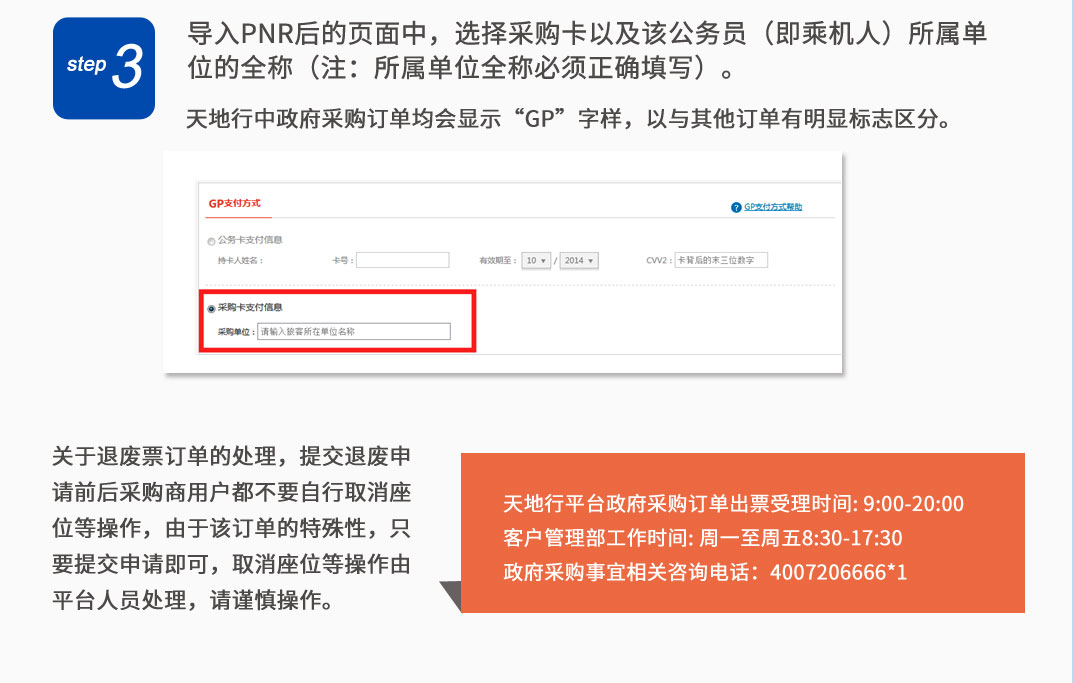 step 3
导入PNR后的页面中，选择采购卡以及该公务员（即乘机人）所属单
位的全称（注：所属单位全称必须正确填写）。
天地行中政府采购订单均会显示“GP”字样，以与其他订单有明显标志区分。
GP支付方式
? GP支付方式帮助
公务卡支付信息
持卡人姓名： 卡号： 有效期至： 10 / 2014 CVV2： 卡背后的末三位数字
采购卡支付信息
采购单位： 请输入旅客所在单位名称
关于退废票订单的处理，提交退废申
请前后采购商用户都不要自行取消座
位等操作，由于该订单的特殊性，只
要提交申请即可，取消座位等操作由
平台人员处理，请谨慎操作。
天地行平台政府采购订单出票受理时间: 9:00-20:00
客户管理部工作时间: 周一至周五8:30-17:30
政府采购事宜相关咨询电话：4007206666*1